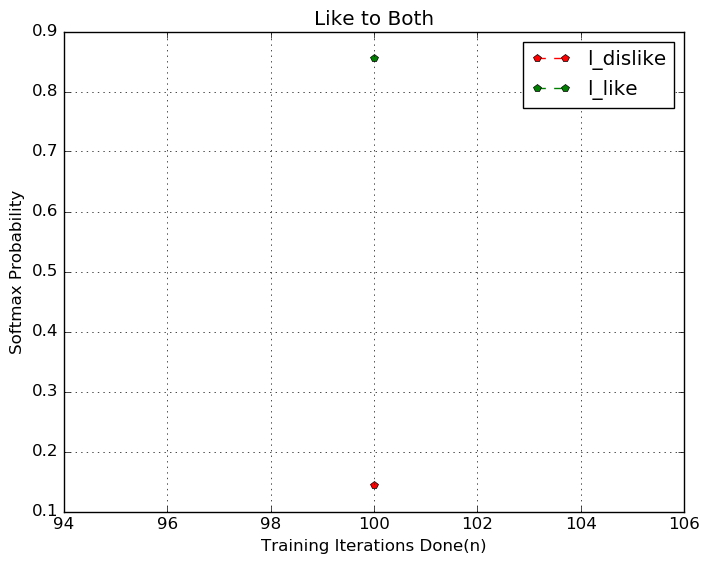 Like to Both
0.9
0.8
0.7
0.6
0.5
0.4
0.3
0.2
0.1
Softmax Probability
l_dislike
l_like
94 96 98 100 102 104 106
Training Iterations Done(n)